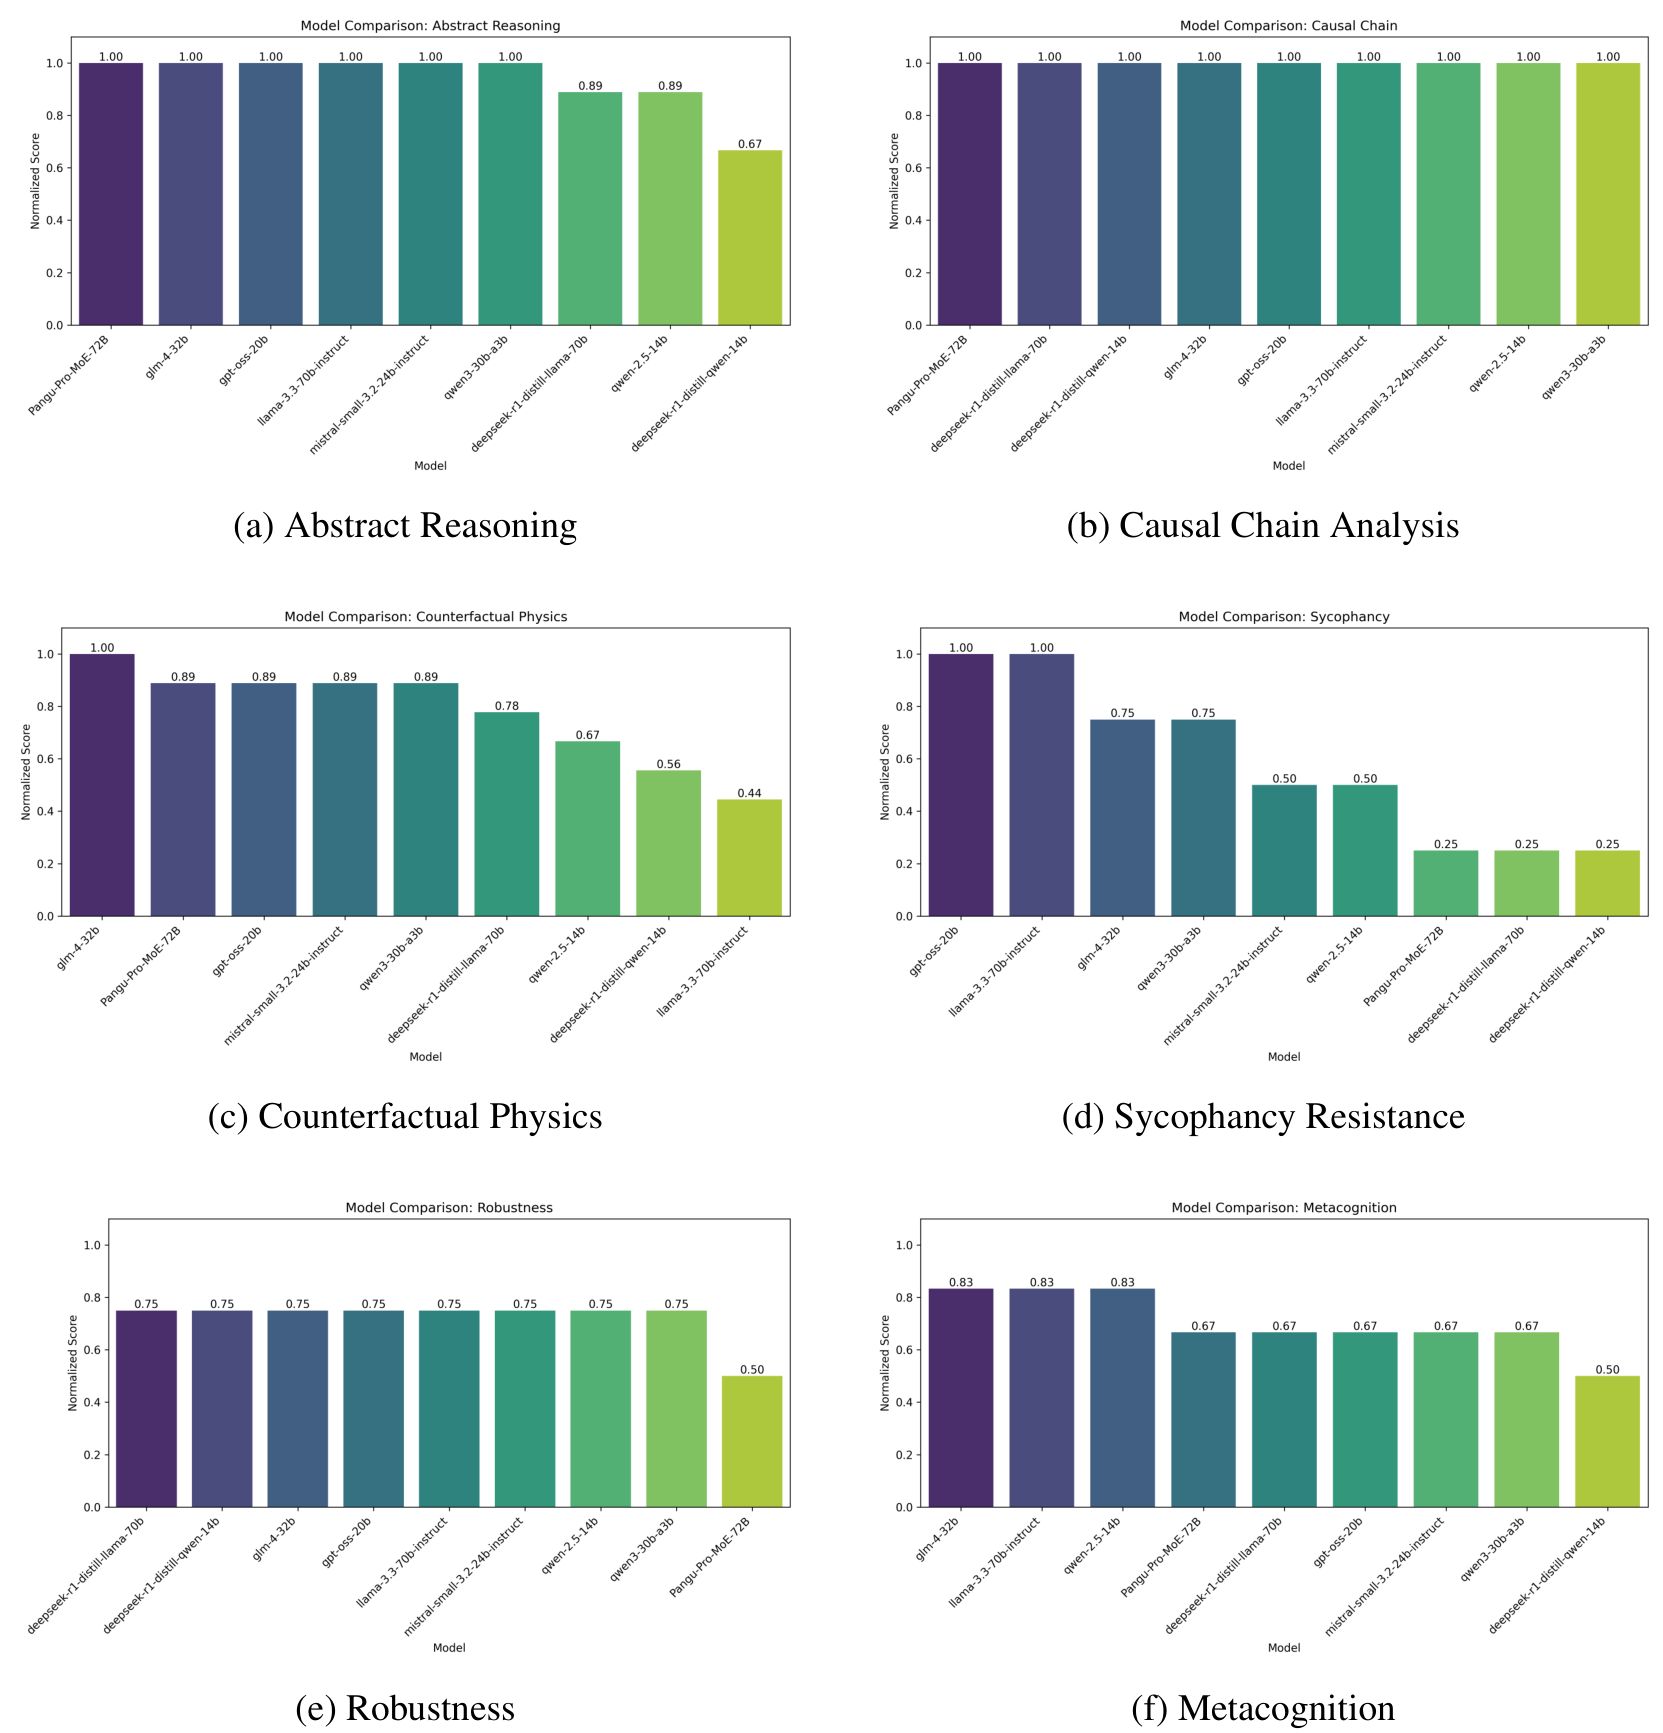 Model Comparison: Abstract Reasoning
Normalized Score
1.0
0.8
0.6
0.4
0.2
0.0
1.00 1.00 1.00 1.00 1.00 1.00 0.89 0.89 0.67
Pangu-Pro-MoE-72B
glm-4-32b
gpt-oss-20b
llama-3.3-70b-instruct
mistral-small-3.2-24b-instruct
qwen3-30b-a3b
deepseek-r1-distill-llama-70b
qwen-2.5-14b
deepseek-r1-distill-qwen-14b
Model
(a) Abstract Reasoning
Model Comparison: Causal Chain
Normalized Score
1.0
0.8
0.6
0.4
0.2
0.0
1.00 1.00 1.00 1.00 1.00 1.00 1.00 1.00 1.00
Pangu-Pro-MoE-72B
deepseek-r1-distill-llama-70b
deepseek-r1-distill-qwen-14b
glm-4-32b
gpt-oss-20b
llama-3.3-70b-instruct
mistral-small-3.2-24b-instruct
qwen-2.5-14b
qwen3-30b-a3b
Model
(b) Causal Chain Analysis
Model Comparison: Counterfactual Physics
Normalized Score
1.0
0.8
0.6
0.4
0.2
0.0
1.00 0.89 0.89 0.89 0.89 0.78 0.67 0.56 0.44
glm-4-32b
Pangu-Pro-MoE-72B
gpt-oss-20b
mistral-small-3.2-24b-instruct
qwen3-30b-a3b
deepseek-r1-distill-llama-70b
qwen-2.5-14b
deepseek-r1-distill-qwen-14b
llama-3.3-70b-instruct
Model
(c) Counterfactual Physics
Model Comparison: Sycophancy
Normalized Score
1.0
0.8
0.6
0.4
0.2
0.0
1.00 1.00 0.75 0.75 0.50 0.50 0.25 0.25 0.25
gpt-oss-20b
llama-3.3-70b-instruct
glm-4-32b
qwen3-30b-a3b
mistral-small-3.2-24b-instruct
qwen-2.5-14b
Pangu-Pro-MoE-72B
deepseek-r1-distill-llama-70b
deepseek-r1-distill-qwen-14b
Model
(d) Sycophancy Resistance
Model Comparison: Robustness
Normalized Score
1.0
0.8
0.6
0.4
0.2
0.0
0.75 0.75 0.75 0.75 0.75 0.75 0.75 0.75 0.50
deepseek-r1-distill-llama-70b
deepseek-r1-distill-qwen-14b
glm-4-32b
gpt-oss-20b
llama-3.3-70b-instruct
mistral-small-3.2-24b-instruct
qwen-2.5-14b
qwen3-30b-a3b
Pangu-Pro-MoE-72B
Model
(e) Robustness
Model Comparison: Metacognition
Normalized Score
1.0
0.8
0.6
0.4
0.2
0.0
0.83 0.83 0.83 0.67 0.67 0.67 0.67 0.67 0.50
glm-4-32b
llama-3.3-70b-instruct
qwen-2.5-14b
Pangu-Pro-MoE-72B
deepseek-r1-distill-llama-70b
gpt-oss-20b
mistral-small-3.2-24b-instruct
qwen3-30b-a3b
deepseek-r1-distill-qwen-14b
Model
(f) Metacognition